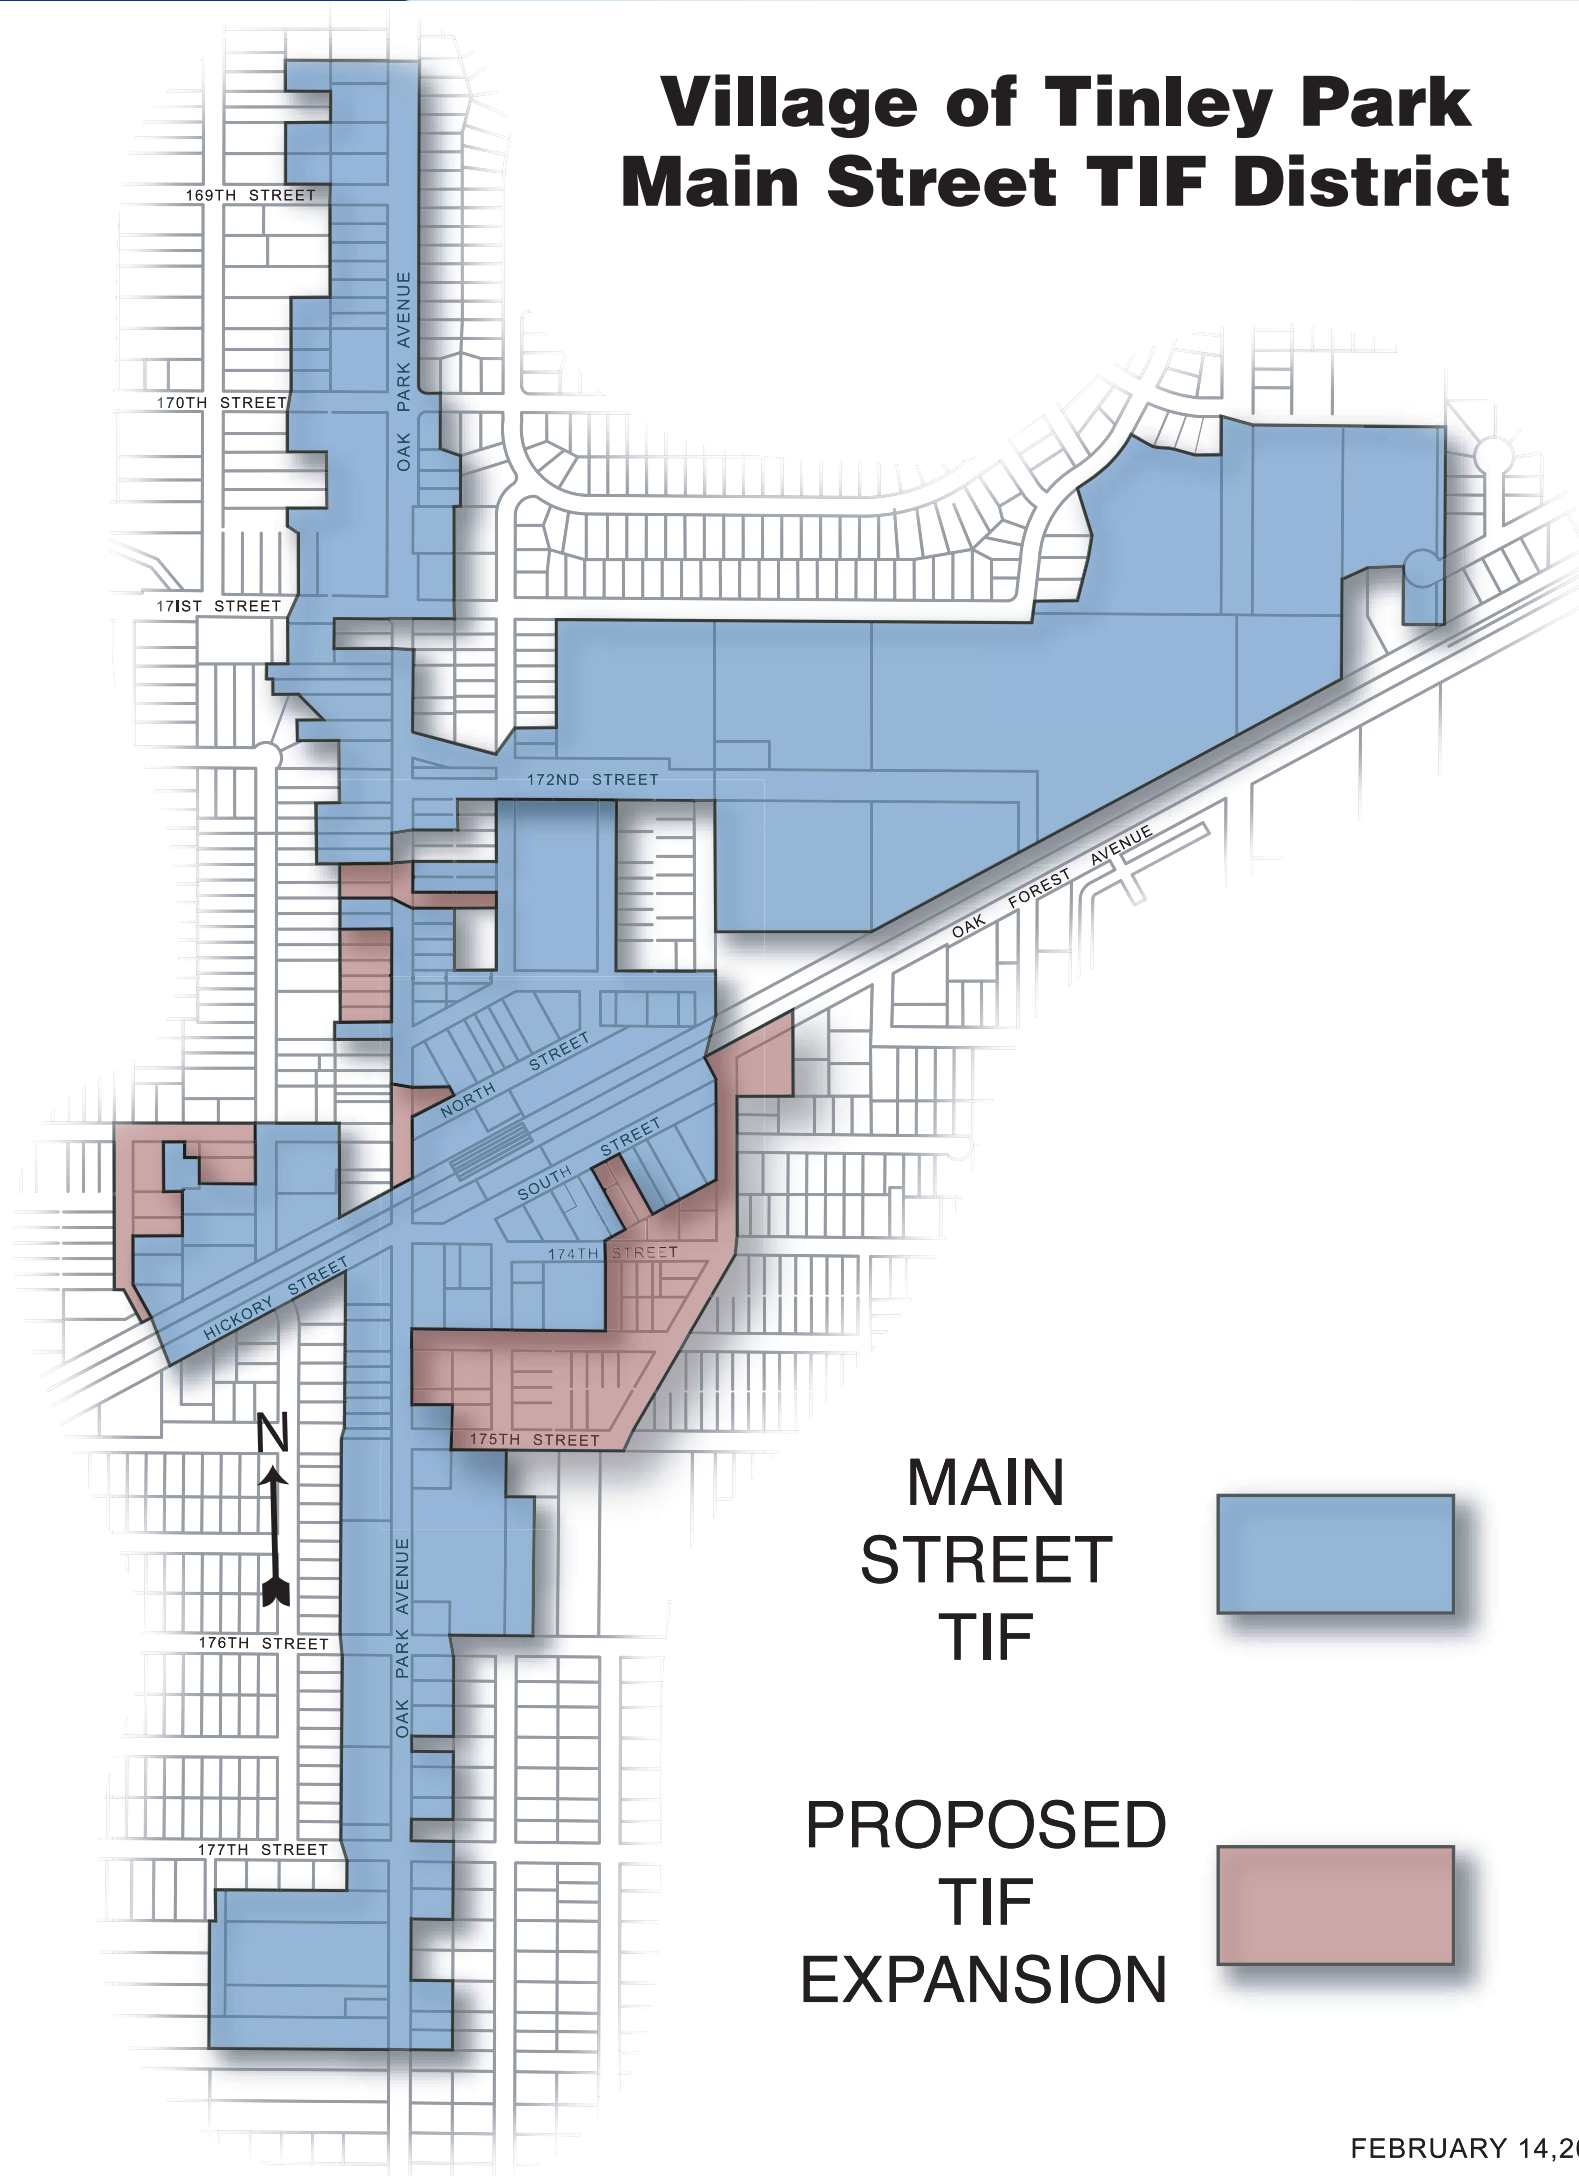 Village of Tinley Park
Main Street TIF District
169TH STREET
OAK PARK AVENUE
170TH STREET
171ST STREET
172ND STREET
OAK FOREST AVENUE
NORTH STREET
SOUTH STREET
174TH STREET
HICKORY STREET
N
175TH STREET
MAIN
STREET
TIF
OAK PARK AVENUE
176TH STREET
PROPOSED
TIF
EXPANSION
177TH STREET
FEBRUARY 14,